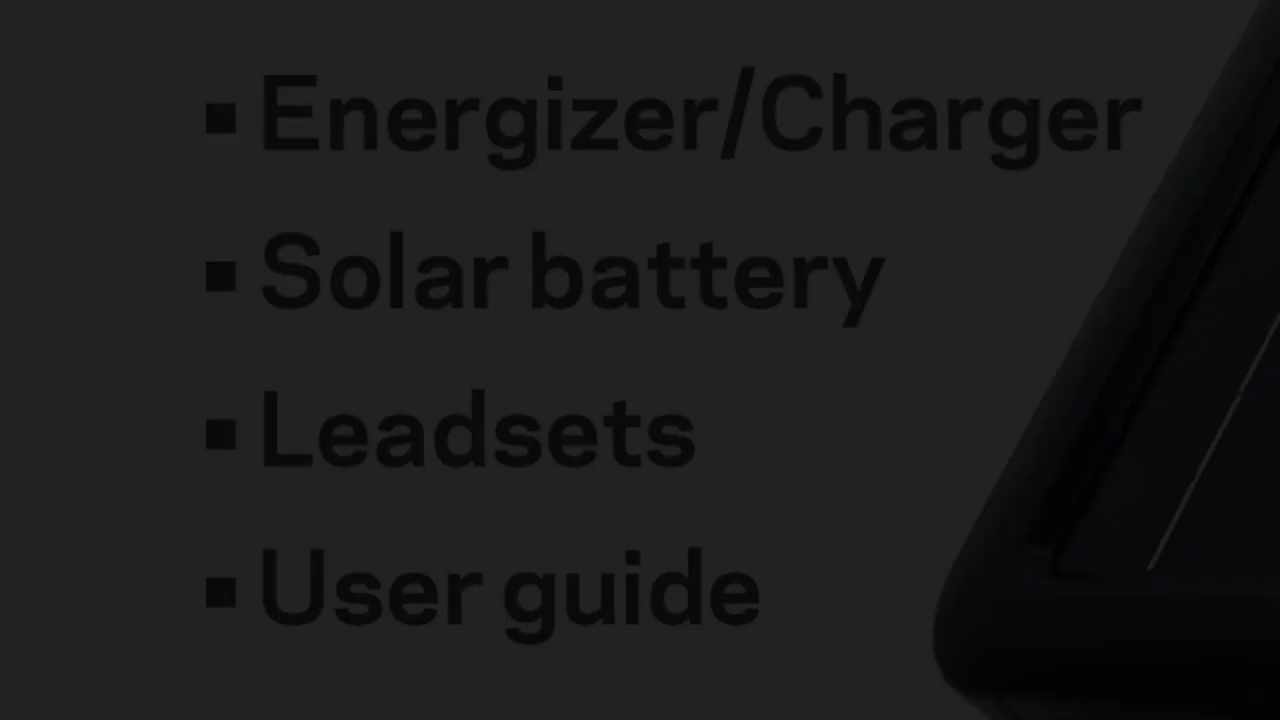 ▪ Energizer/Charger
▪ Solar battery
▪ Leadsets
▪ User guide